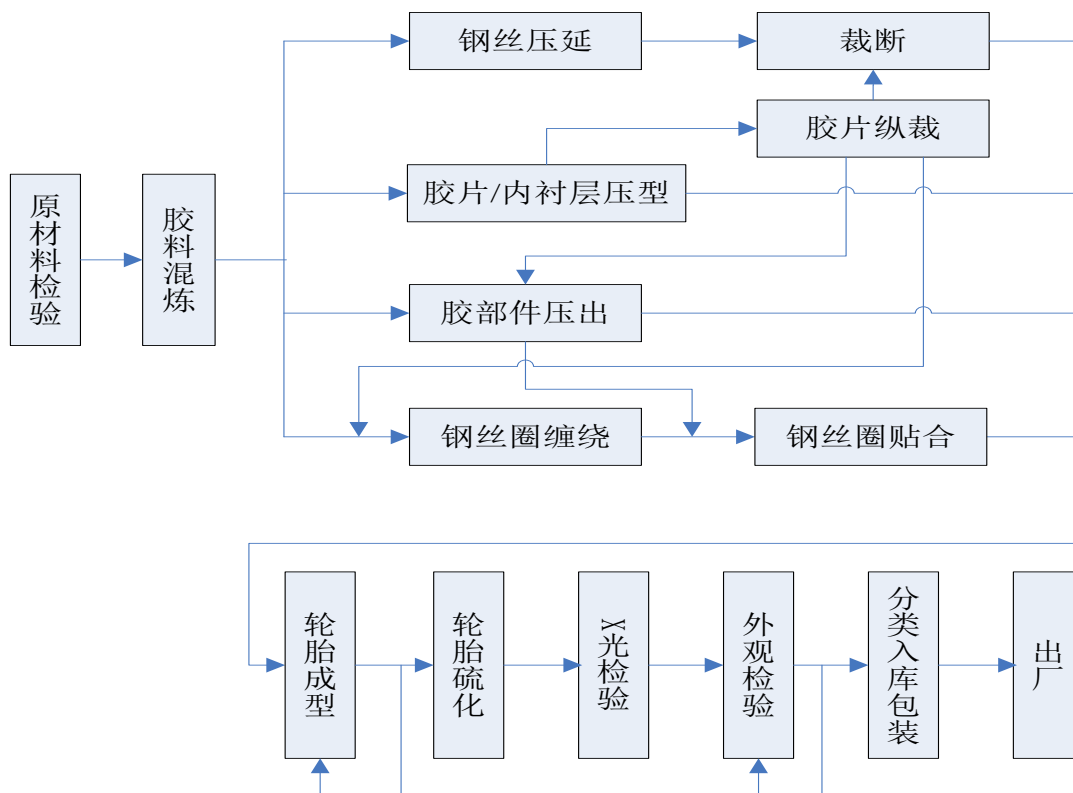 钢丝压延
裁断
胶片纵裁
胶片/内衬层压型
原材料检验
胶料混炼
胶部件压出
钢丝圈缠绕
钢丝圈贴合
轮胎成型
轮胎硫化
X光检验
外观检验
分类入库包装
出厂